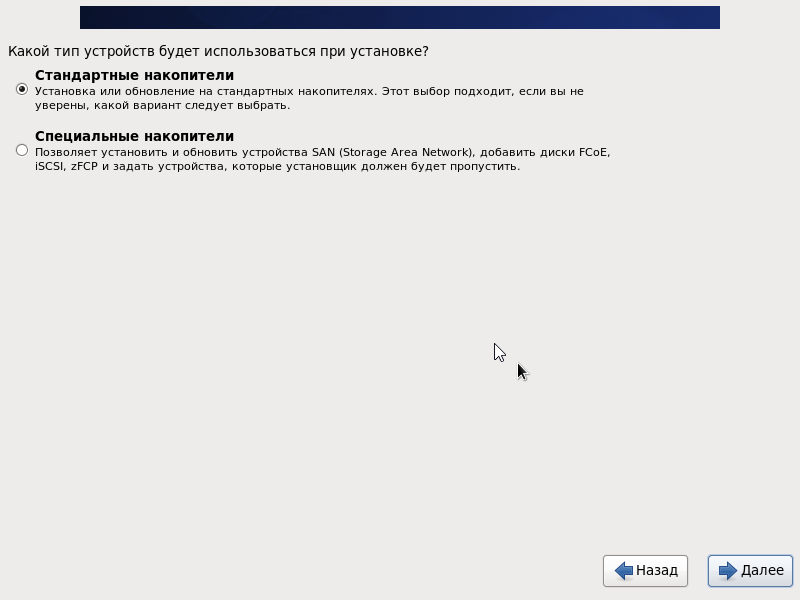 Какой тип устройств будет использоваться при установке?
Стандартные накопители
Установка или обновление на стандартных накопителях. Этот выбор подходит, если вы не
уверены, какой вариант следует выбрать.
Специальные накопители
Позволяет установить и обновить устройства SAN (Storage Area Network), добавить диски FCoE,
iSCSI, zFCP и задать устройства, которые установщик должен будет пропустить.
Назад
Далее